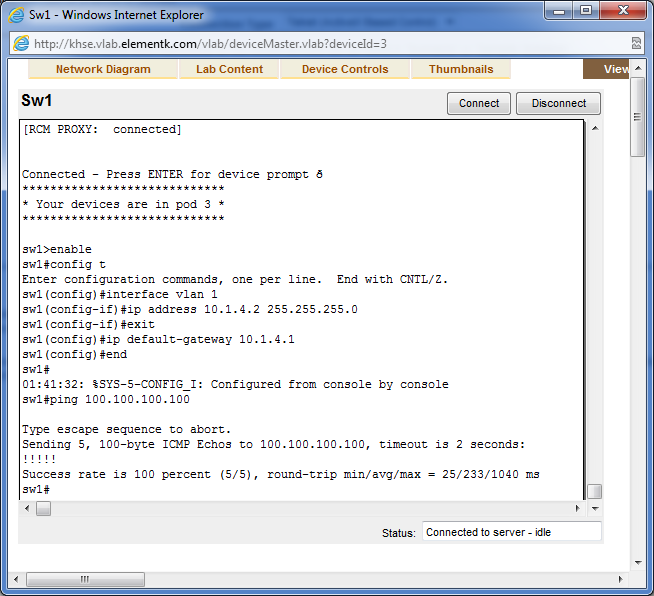 Sw1 - Windows Internet Explorer
http://khse.vlab.elementk.com/vlab/deviceMaster.vlab?deviceId=3
Network Diagram Lab Content Device Controls Thumbnails View
Sw1
Connect Disconnect
[RCM PROXY:  connected]
Connected - Press ENTER for device prompt ð
*****************************
* Your devices are in pod 3 *
*****************************
sw1>enable
sw1#config t
Enter configuration commands, one per line.  End with CNTL/Z.
sw1(config)#interface vlan 1
sw1(config-if)#ip address 10.1.4.2 255.255.255.0
sw1(config-if)#exit
sw1(config)#ip default-gateway 10.1.4.1
sw1(config)#end
sw1#
01:41:32: %SYS-5-CONFIG_I: Configured from console by console
sw1#ping 100.100.100.100
Type escape sequence to abort.
Sending 5, 100-byte ICMP Echos to 100.100.100.100, timeout is 2 seconds:
!!!!!
Success rate is 100 percent (5/5), round-trip min/avg/max = 25/233/1040 ms
sw1#
Status: Connected to server - idle